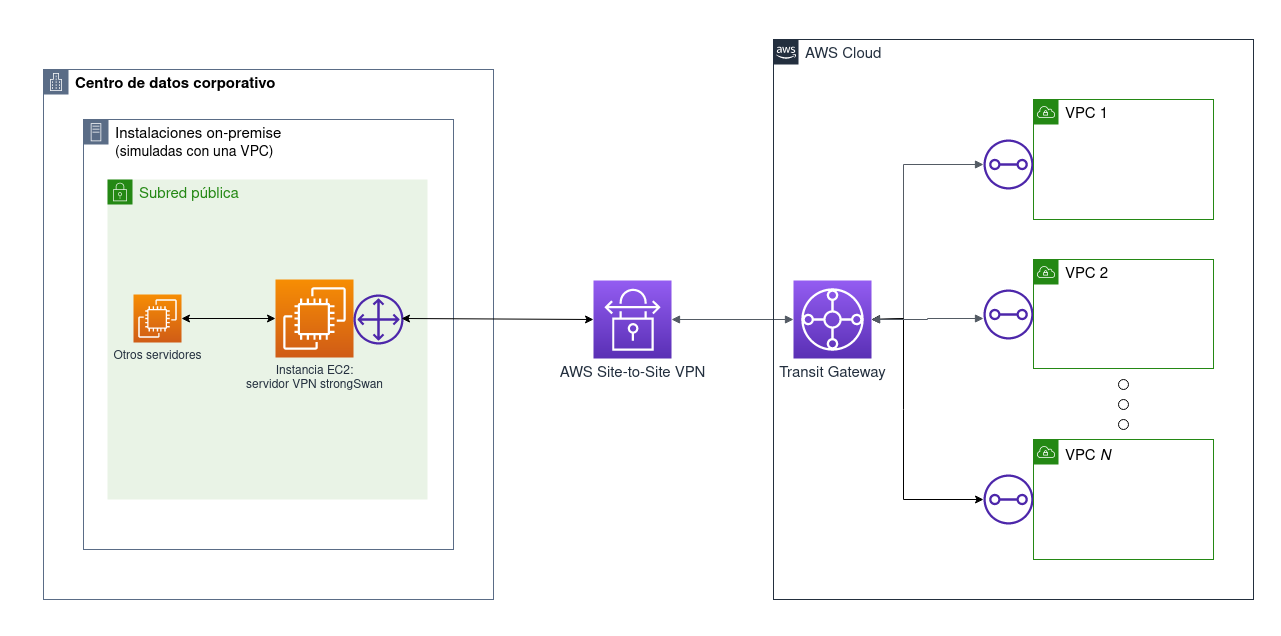 Centro de datos corporativo
Instalaciones on-premise
(simuladas con una VPC)
Subred pública
Otros servidores
Instancia EC2:
servidor VPN strongSwan
AWS Site-to-Site VPN
aws
AWS Cloud
Transit Gateway
VPC 1
VPC 2
VPC N